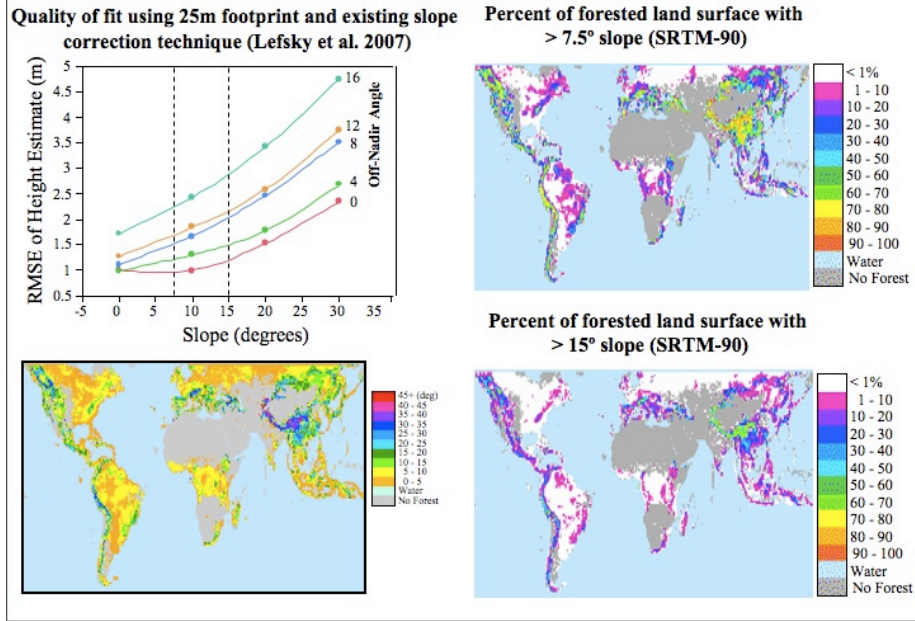 Quality of fit using 25m footprint and existing slope
correction technique (Lefsky et al. 2007)
RMSE of Height Estimate (m)
5
4.5
4
3.5
3
2.5
2
1.5
1
0.5
-5
0
5
10
15
20
25
30
35
Slope (degrees)
16
12
8
4
0
Off-Nadir Angle
Percent of forested land surface with
> 7.5º slope (SRTM-90)
< 1%
1 - 10
10 - 20
20 - 30
30 - 40
40 - 50
50 - 60
60 - 70
70 - 80
80 - 90
90 - 100
Water
No Forest
45+ (deg)
40 - 45
35 - 40
30 - 35
25 - 30
20 - 25
15 - 20
10 - 15
5 - 10
0 - 5
Water
No Forest
Percent of forested land surface with
> 15º slope (SRTM-90)
< 1%
1 - 10
10 - 20
20 - 30
30 - 40
40 - 50
50 - 60
60 - 70
70 - 80
80 - 90
90 - 100
Water
No Forest